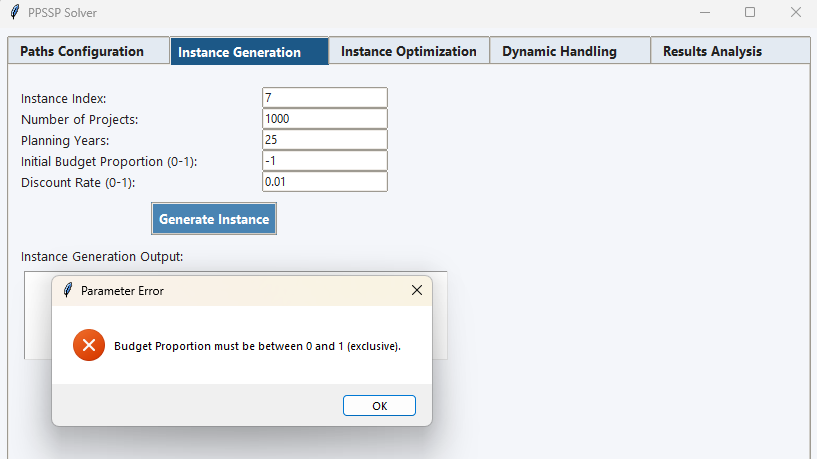 PPSSP Solver
Paths Configuration Instance Generation Instance Optimization Dynamic Handling Results Analysis
Instance Index: 7
Number of Projects: 1000
Planning Years: 25
Initial Budget Proportion (0-1): -1
Discount Rate (0-1): 0.01
Generate Instance
Instance Generation Output:
Parameter Error
Budget Proportion must be between 0 and 1 (exclusive).
OK